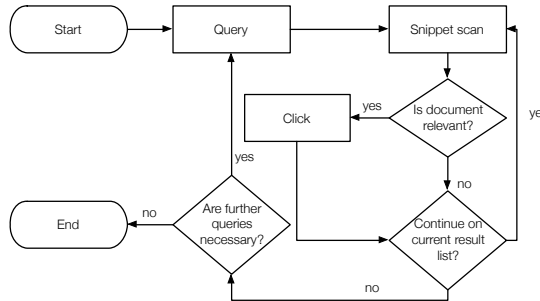 Start
Query
Snippet scan
Is document
relevant?
yes
Click
no
yes
Continue on
current result
list?
Are further
queries
necessary?
yes
no
End
no